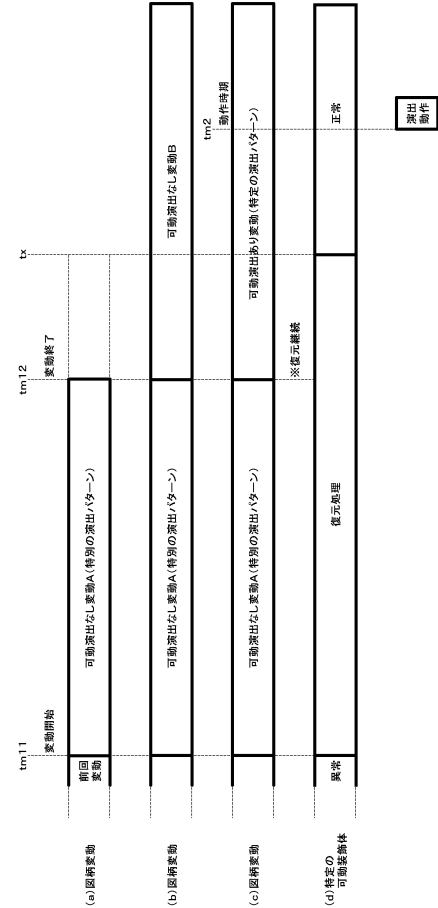 tm11
変動開始
tm12
変動終了
tx
tm2
動作時期
(a)図柄変動
前回
変動
可動演出なし変動A(特別の演出パターン)
(b)図柄変動
可動演出なし変動A(特別の演出パターン)
可動演出なし変動B
(c)図柄変動
可動演出なし変動A(特別の演出パターン)
可動演出あり変動(特定の演出パターン)
※復元継続
(d)特定の
可動装飾体
異常
復元処理
正常
演出
動作